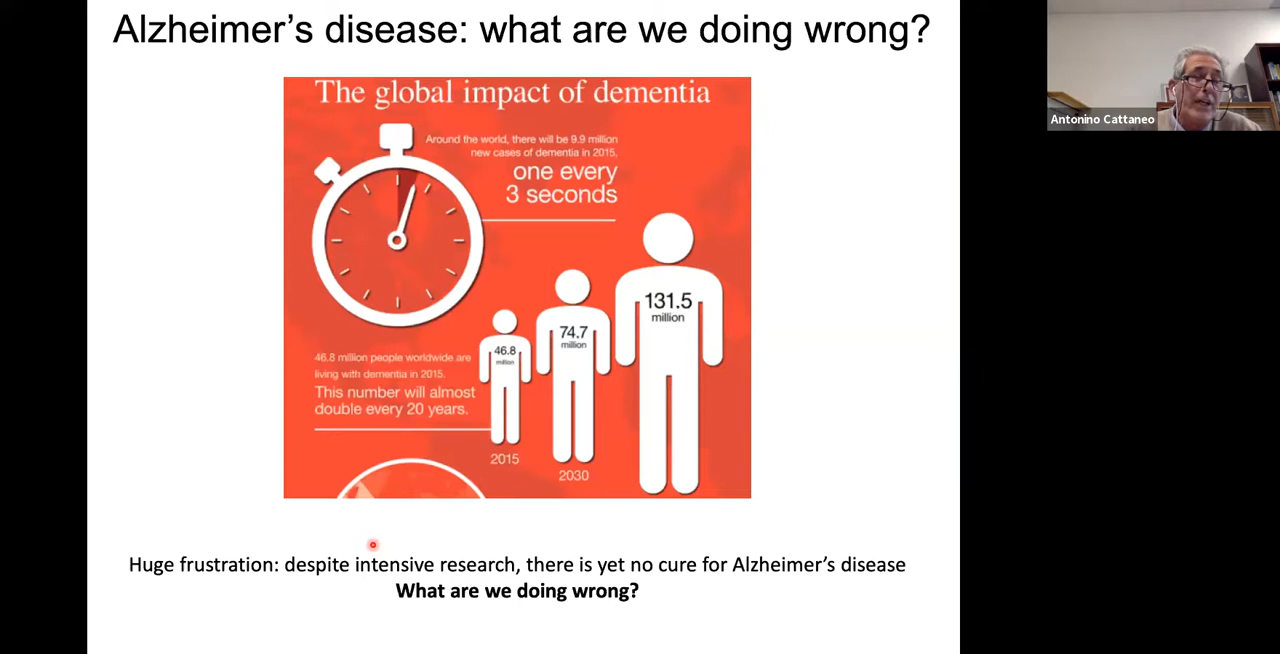 Alzheimer’s disease: what are we doing wrong?
Antonino Cattaneo
The global impact of dementia
Around the world, there will be 9.9 million
new cases of dementia in 2015,
one every
3 seconds
46.8 million people worldwide are
living with dementia in 2015.
This number will almost
double every 20 years.
46.8
million
2015
74.7
million
2030
131.5
million
Huge frustration: despite intensive research, there is yet no cure for Alzheimer’s disease
What are we doing wrong?